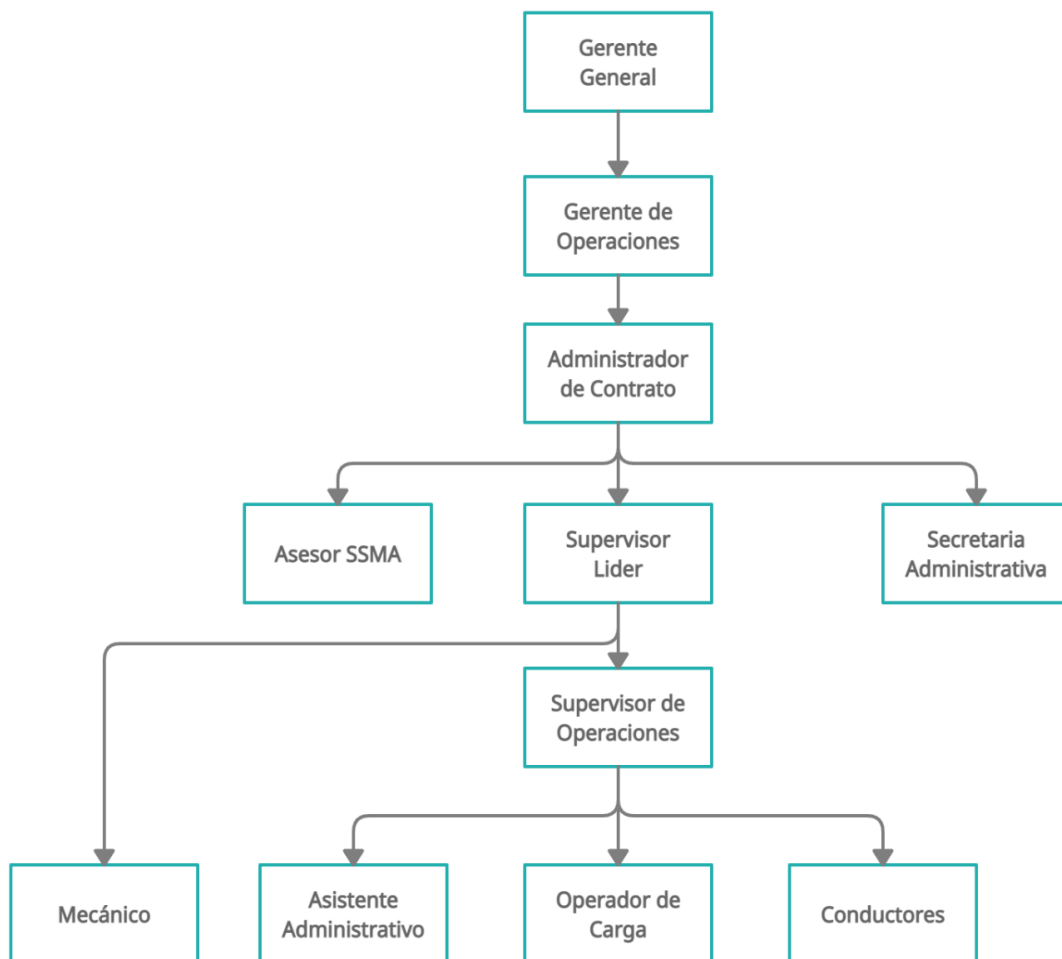 Gerente
General
Gerente de
Operaciones
Administrador
de Contrato
Asesor SSMA
Supervisor
Lider
Secretaria
Administrativa
Supervisor de
Operaciones
Mecánico
Asistente
Administrativo
Operador de
Carga
Conductores